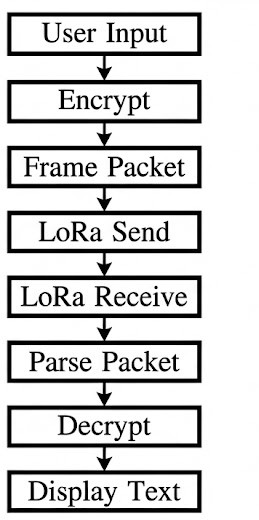 User Input
Encrypt
Frame Packet
LoRa Send
LoRa Receive
Parse Packet
Decrypt
Display Text